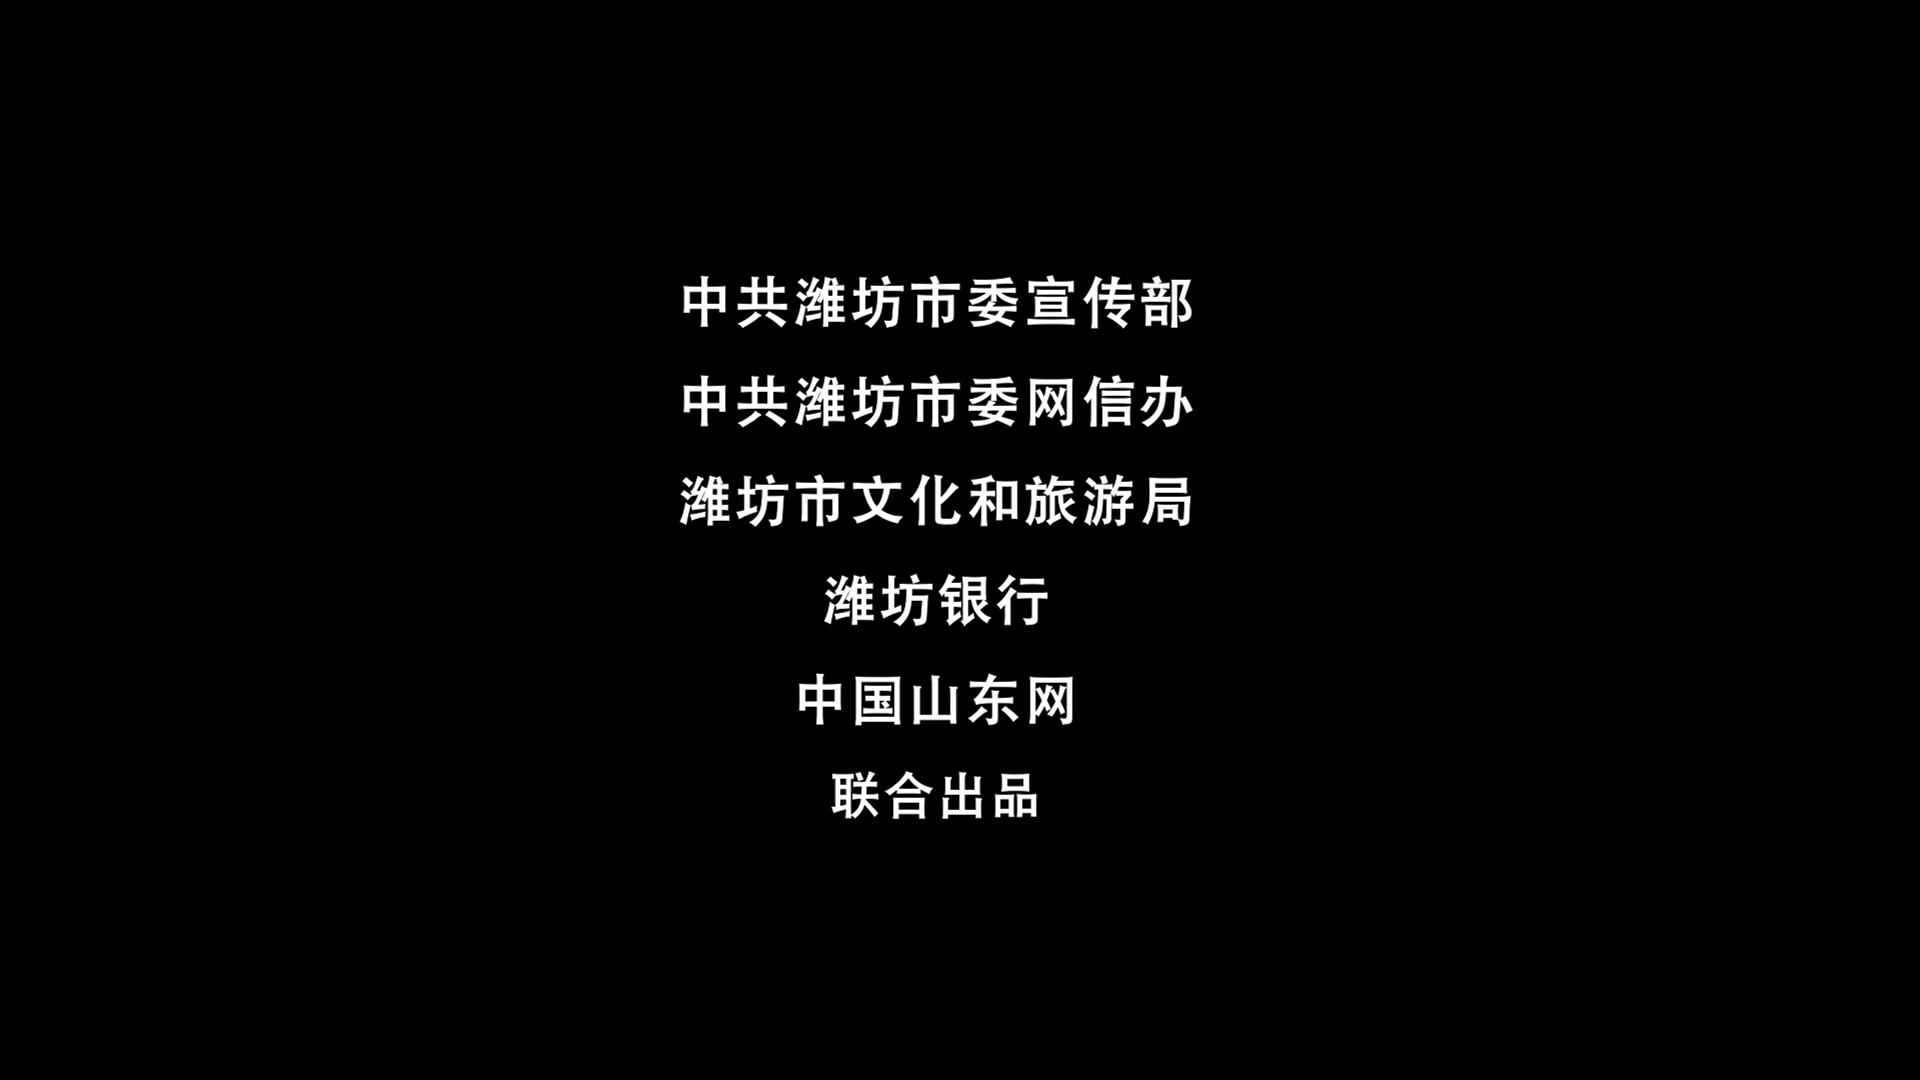 中共潍坊市委宣传部
中共潍坊市委网信办
潍坊市文化和旅游局
潍坊银行
中国山东网
联合出品